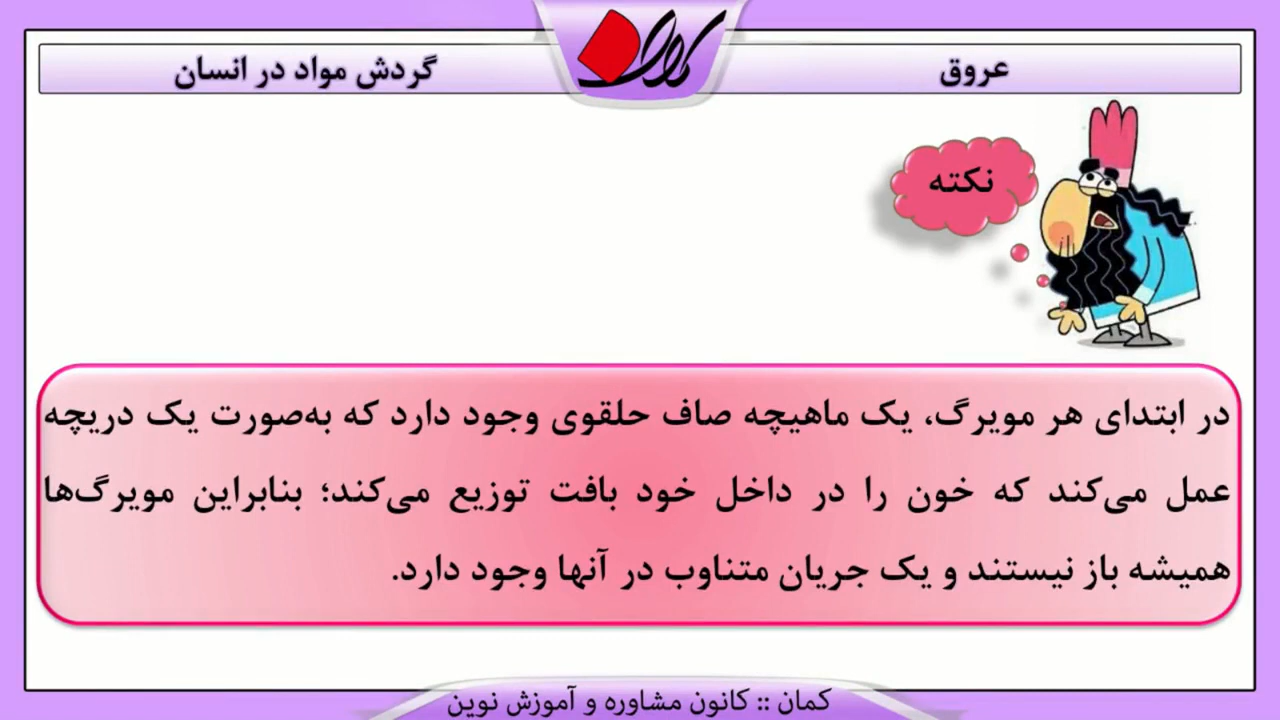 عروق
گردش مواد در انسان
نکته
در ابتدای هر مویرگ، یک ماهیچه صاف حلقوی وجود دارد که به‌صورت یک دریچه
عمل می‌کند که خون را در داخل خود بافت توزیع می‌کند؛ بنابراین مویرگ‌ها
همیشه باز نیستند و یک جریان متناوب در آنها وجود دارد.
کمان :: کانون مشاوره و آموزش نوین